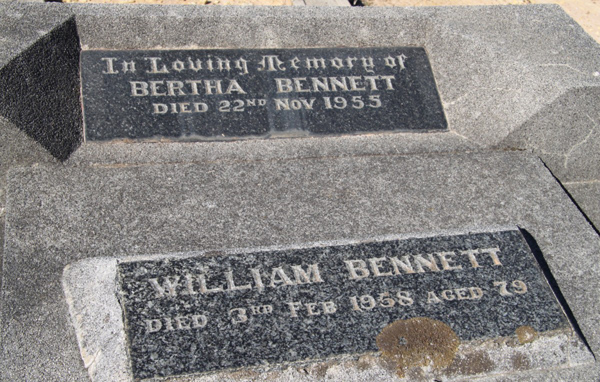 In Loving Memory of
BERTHA BENNETT
DIED 22ND NOV 1955
WILLIAM BENNETT
DIED 3RD FEB 1958 AGED 79